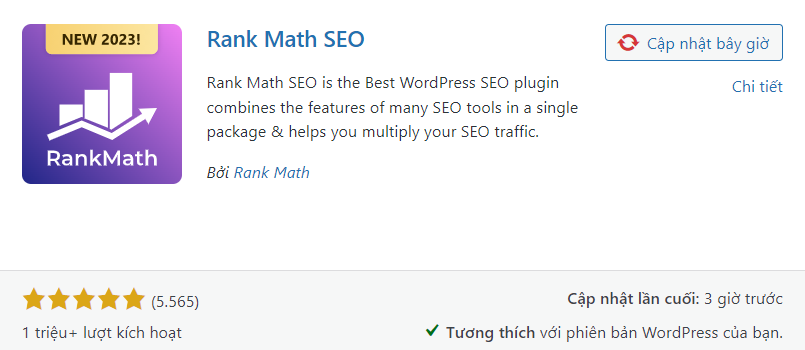 NEW 2023!
RankMath
Rank Math SEO
Rank Math SEO is the Best WordPress SEO plugin
combines the features of many SEO tools in a single
package & helps you multiply your SEO traffic.
Bởi Rank Math
Cập nhật bây giờ
Chi tiết
(5.565)
1 triệu+ lượt kích hoạt
Cập nhật lần cuối: 3 giờ trước
Tương thích với phiên bản WordPress của bạn.